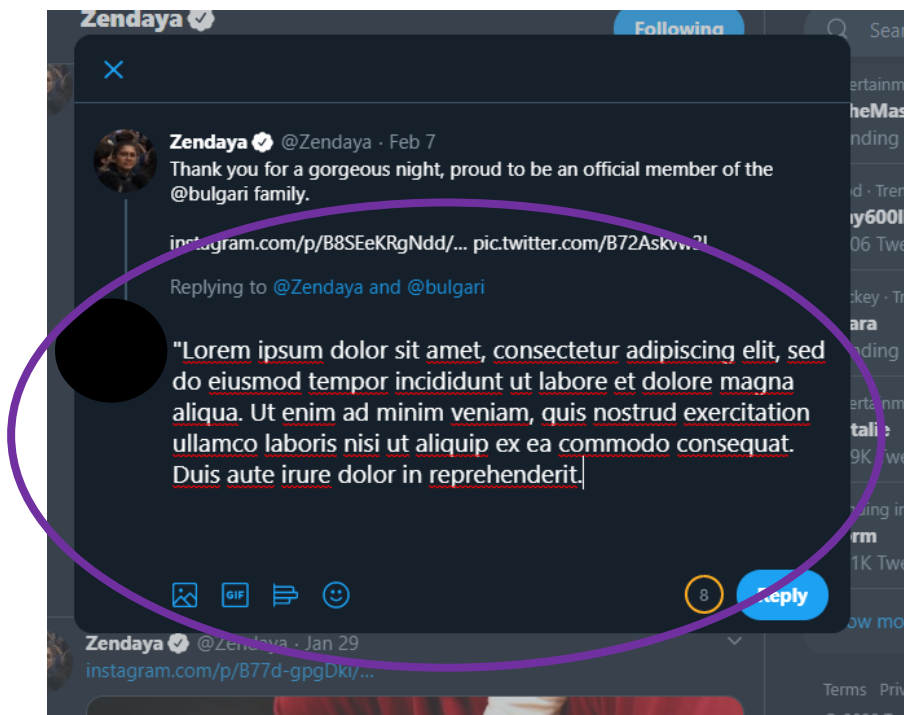 Zendaya
Following
Zendaya @Zendaya · Feb 7
Thank you for a gorgeous night, proud to be an official member of the
@bulgari family.
instagram.com/p/B8SEeKRgNdd/... pic.twitter.com/B72Askvw3I
Replying to @Zendaya and @bulgari
"Lorem ipsum dolor sit amet, consectetur adipiscing elit, sed
do eiusmod tempor incididunt ut labore et dolore magna
aliqua. Ut enim ad minim veniam, quis nostrud exercitation
ullamco laboris nisi ut aliquip ex ea commodo consequat.
Duis aute irure dolor in reprehenderit.
GIF
8
Reply
Zendaya @Zendaya · Jan 29
instagram.com/p/B77d-gpgDki/...
Terms